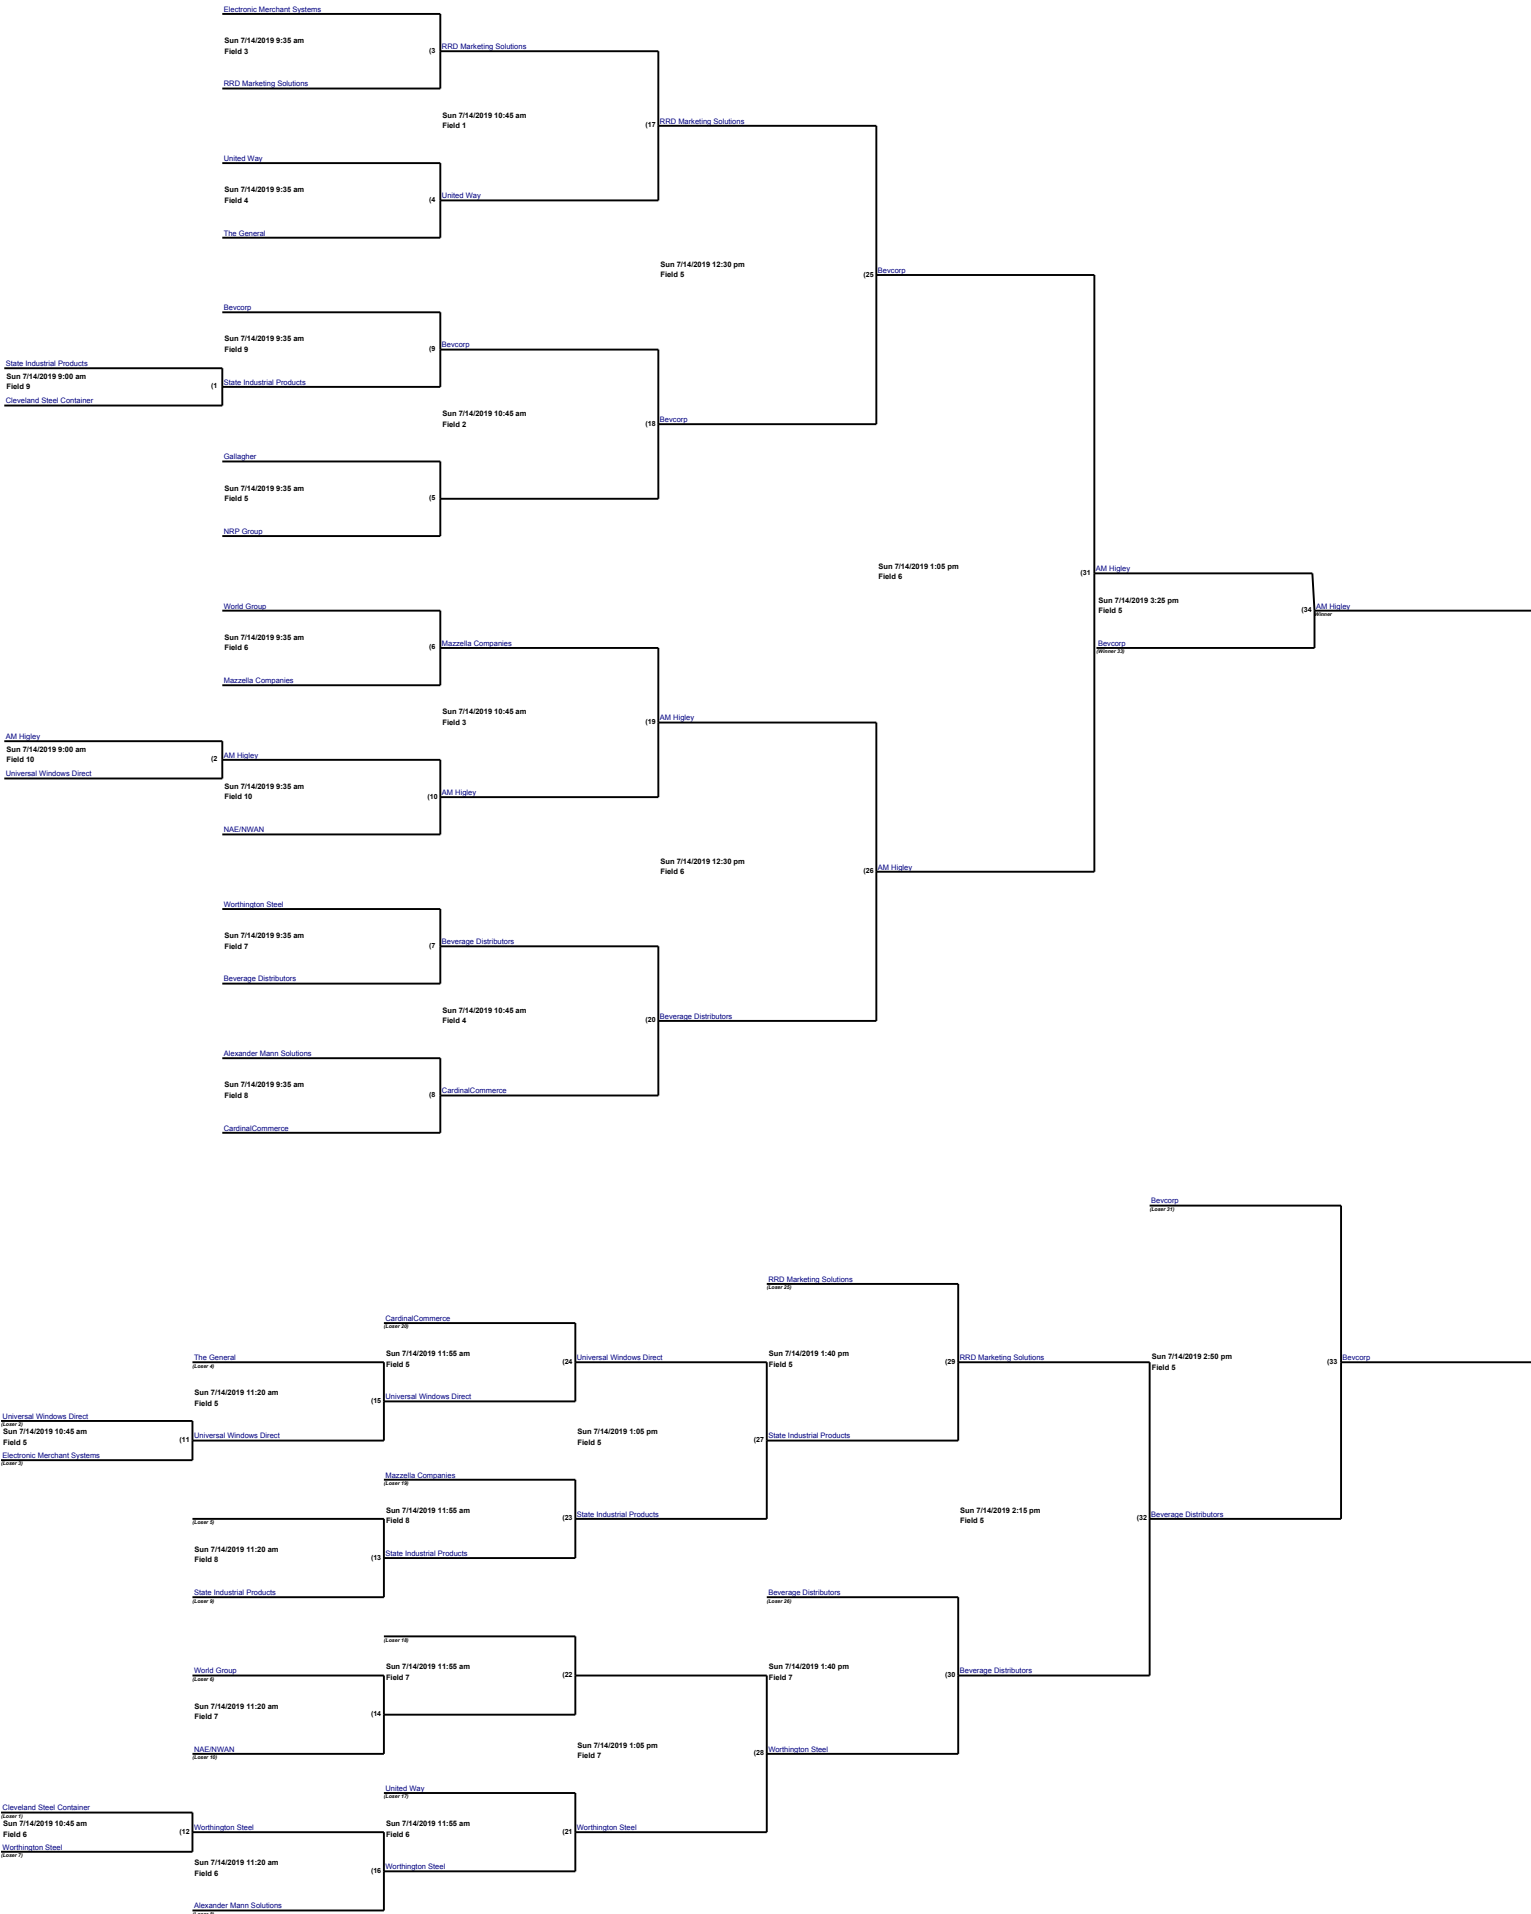 Electronic Merchant Systems
Sun 7/14/2019 9:35 am
Field 3
(3
RRD Marketing Solutions
RRD Marketing Solutions
Sun 7/14/2019 10:45 am
Field 1
(17
RRD Marketing Solutions
United Way
Sun 7/14/2019 9:35 am
Field 4
(4
United Way
The General
Sun 7/14/2019 12:30 pm
Field 5
(25
Bevcorp
Bevcorp
Sun 7/14/2019 9:35 am
Field 9
(9
Bevcorp
State Industrial Products
Sun 7/14/2019 9:00 am
Field 9
(1
State Industrial Products
Cleveland Steel Container
Sun 7/14/2019 10:45 am
Field 2
(18
Bevcorp
Gallagher
Sun 7/14/2019 9:35 am
Field 5
(5
NRP Group
Sun 7/14/2019 1:05 pm
Field 6
(31
AM Higley
Sun 7/14/2019 3:25 pm
Field 5
(34
AM Higley
Winner
Bevcorp
(Winner 33)
World Group
Sun 7/14/2019 9:35 am
Field 6
(6
Mazzella Companies
Mazzella Companies
Sun 7/14/2019 10:45 am
Field 3
(19
AM Higley
AM Higley
Sun 7/14/2019 9:00 am
Field 10
(2
AM Higley
Universal Windows Direct
Sun 7/14/2019 9:35 am
Field 10
(10
AM Higley
NAE/NWAN
Sun 7/14/2019 12:30 pm
Field 6
(26
AM Higley
Worthington Steel
Sun 7/14/2019 9:35 am
Field 7
(7
Beverage Distributors
Beverage Distributors
Sun 7/14/2019 10:45 am
Field 4
(20
Beverage Distributors
Alexander Mann Solutions
Sun 7/14/2019 9:35 am
Field 8
(8
CardinalCommerce
CardinalCommerce
Bevcorp
(Loser 31)
RRD Marketing Solutions
(Loser 25)
CardinalCommerce
(Loser 20)
The General
(Loser 4)
Sun 7/14/2019 11:55 am
Field 5
(24
Universal Windows Direct
Sun 7/14/2019 1:40 pm
Field 5
(29
RRD Marketing Solutions
Sun 7/14/2019 2:50 pm
Field 5
(33
Bevcorp
Sun 7/14/2019 11:20 am
Field 5
(15
Universal Windows Direct
Universal Windows Direct
(Loser 2)
Sun 7/14/2019 10:45 am
Field 5
(11
Universal Windows Direct
Electronic Merchant Systems
(Loser 3)
Sun 7/14/2019 1:05 pm
Field 5
(27
State Industrial Products
Mazzella Companies
(Loser 19)
(Loser 5)
Sun 7/14/2019 11:55 am
Field 8
(23
State Industrial Products
Sun 7/14/2019 11:20 am
Field 8
(13
State Industrial Products
State Industrial Products
(Loser 9)
Sun 7/14/2019 2:15 pm
Field 5
(32
Beverage Distributors
Beverage Distributors
(Loser 26)
(Loser 18)
World Group
(Loser 6)
Sun 7/14/2019 11:55 am
Field 7
(22
Sun 7/14/2019 1:40 pm
Field 7
(30
Beverage Distributors
Sun 7/14/2019 11:20 am
Field 7
(14
NAE/NWAN
(Loser 10)
Sun 7/14/2019 1:05 pm
Field 7
(28
Worthington Steel
United Way
(Loser 17)
Cleveland Steel Container
(Loser 1)
Sun 7/14/2019 10:45 am
Field 6
(12
Worthington Steel
Worthington Steel
(Loser 7)
Sun 7/14/2019 11:55 am
Field 6
(21
Worthington Steel
Sun 7/14/2019 11:20 am
Field 6
(16
Worthington Steel
Alexander Mann Solutions